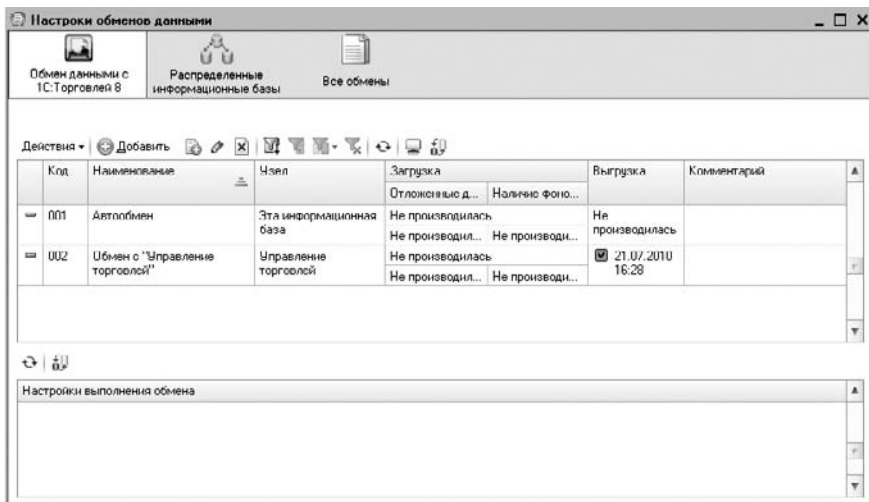 Настроки обменов данными
Обмен данными с
1С:Торговлей 8
Распределенные
информационные базы
Все обмены
Действия
Добавить
Код
Наименование
Узел
Загрузка
Выгрузка
Комментарий
Отложенные д...
Наличие фоно...
001
Автообмен
Эта информационная
база
Не производилась
Не
производилась
Не производил...
Не производи...
002
Обмен с "Управление
торговлей"
Управление
торговлей
Не производилась
21.07.2010
16:28
Не производил...
Не производи...
Настройки выполнения обмена